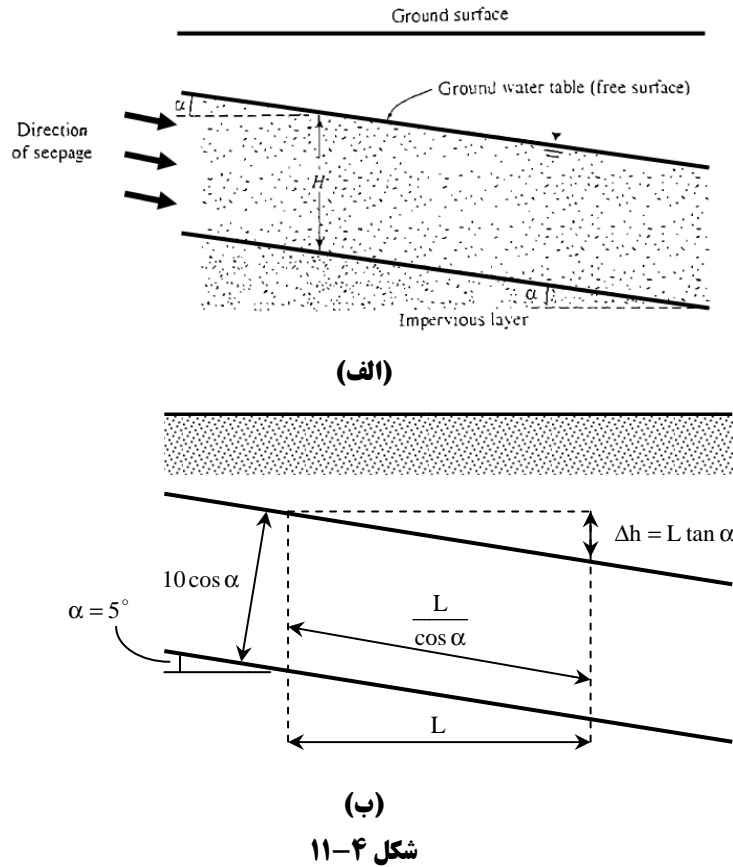 Ground surface
α
Ground water table (free surface)
Direction
of seepage
H
α
Impervious layer
(الف)
Δh = L tan α
10 cos α
α = 5°
L
cos α
L
(ب)
شکل ۴-۱۱